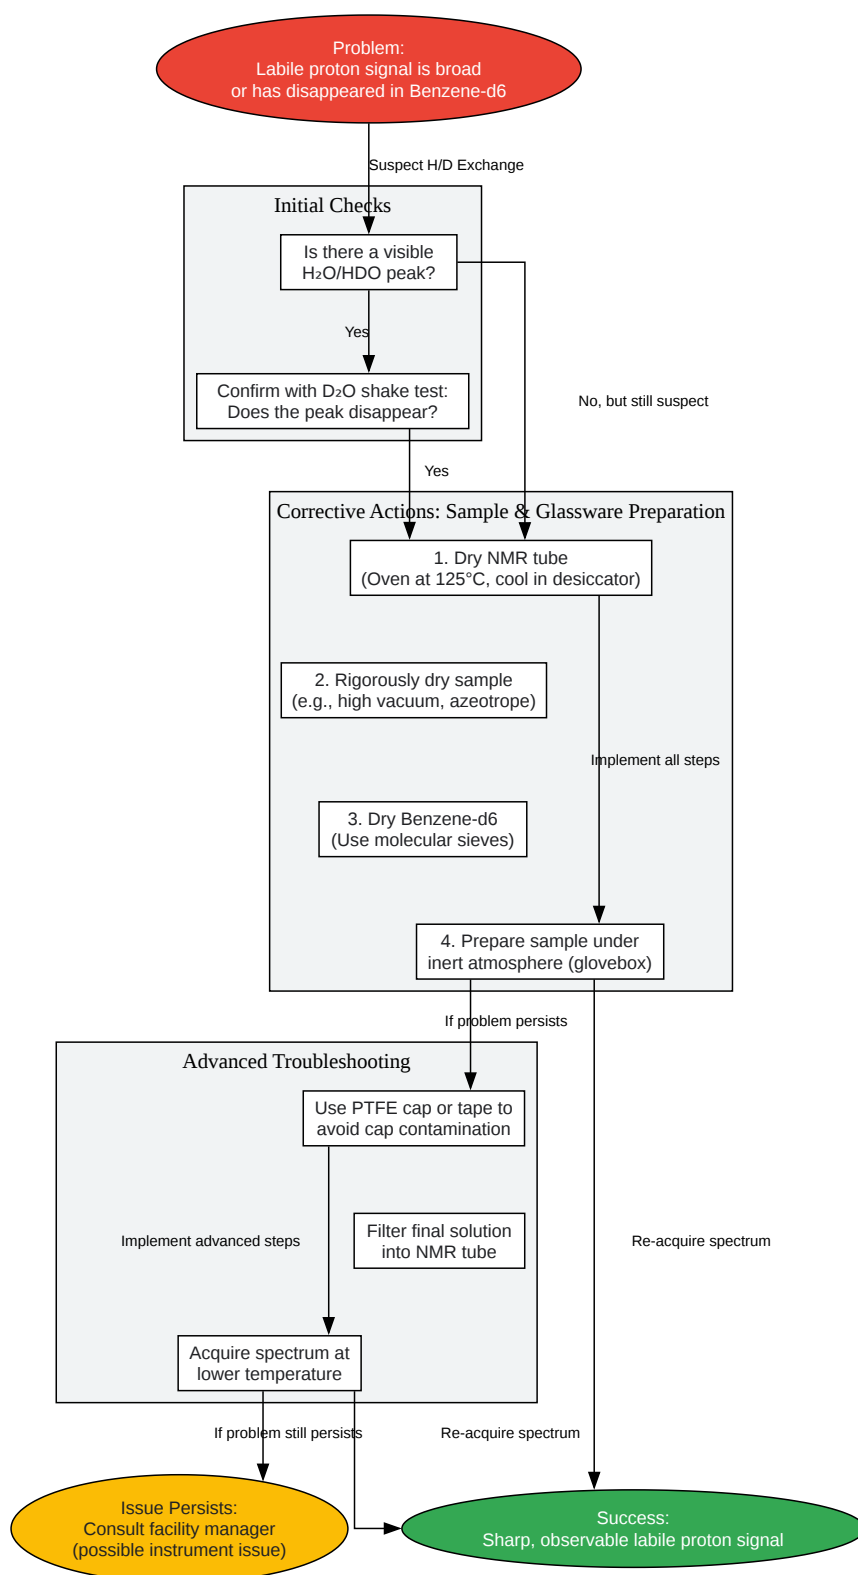 Problem:
Labile proton signal is broad
or has disappeared in Benzene-d6
Suspect H/D Exchange
Initial Checks
Is there a visible
H₂O/HDO peak?
Yes
Confirm with D₂O shake test:
Does the peak disappear?
No, but still suspect
Yes
Corrective Actions: Sample & Glassware Preparation
1. Dry NMR tube
(Oven at 125°C, cool in desiccator)
2. Rigorously dry sample
(e.g., high vacuum, azeotrope)
Implement all steps
3. Dry Benzene-d6
(Use molecular sieves)
4. Prepare sample under
inert atmosphere (glovebox)
If problem persists
Advanced Troubleshooting
Use PTFE cap or tape to
avoid cap contamination
Implement advanced steps
Filter final solution
into NMR tube
Re-acquire spectrum
Acquire spectrum at
lower temperature
If problem still persists
Re-acquire spectrum
Issue Persists:
Consult facility manager
(possible instrument issue)
Success:
Sharp, observable labile proton signal